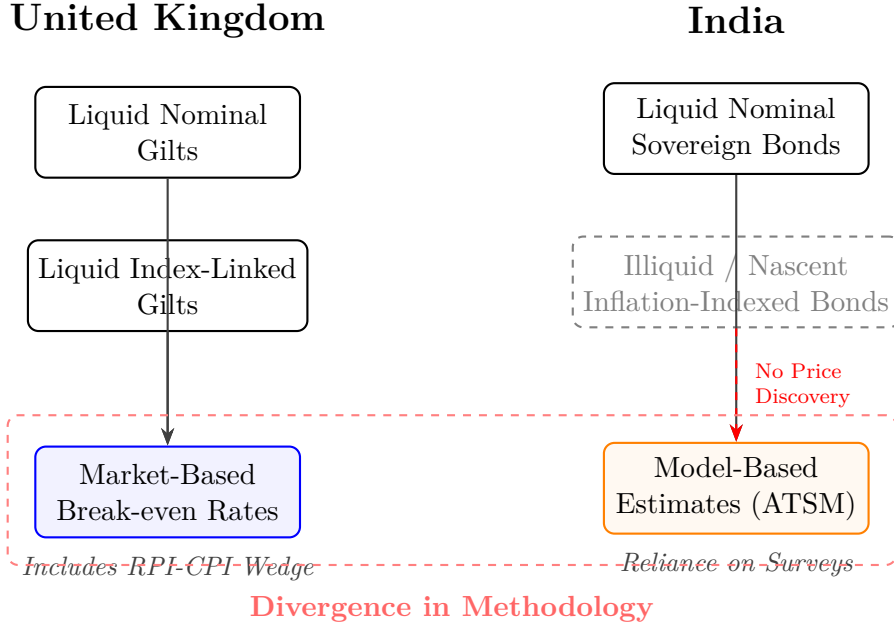 United Kingdom
Liquid Nominal
Gilts
Liquid Index-Linked
Gilts
Market-Based
Break-even Rates
Includes RPI-CPI Wedge
India
Liquid Nominal
Sovereign Bonds
Illiquid / Nascent
Inflation-Indexed Bonds
No Price
Discovery
Model-Based
Estimates (ATSM)
Reliance on Surveys
Divergence in Methodology